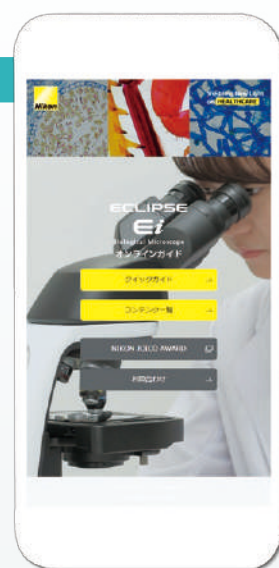 Nikon
HEALTHCARE
ECLIPSE
Ei
Biological Microscope
オンラインガイド
クイックガイド
コンテンツ一覧
NIKON JOICO AWARD
お問合わせ